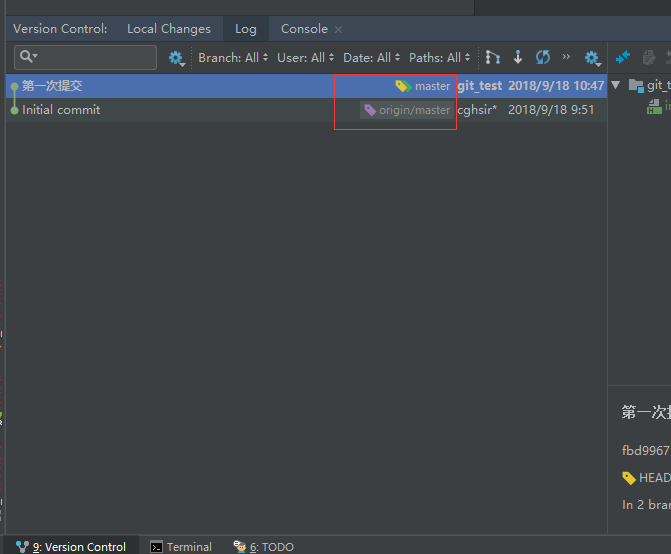 Version Control: Local Changes Log Console
Branch: All User: All Date: All Paths: All
第一次提交 master git_test 2018/9/18 10:47
Initial commit origin/master cghsir* 2018/9/18 9:51
git_t
第一次
fbd9967
HEAD
In 2 bran
9: Version Control Terminal 6: TODO